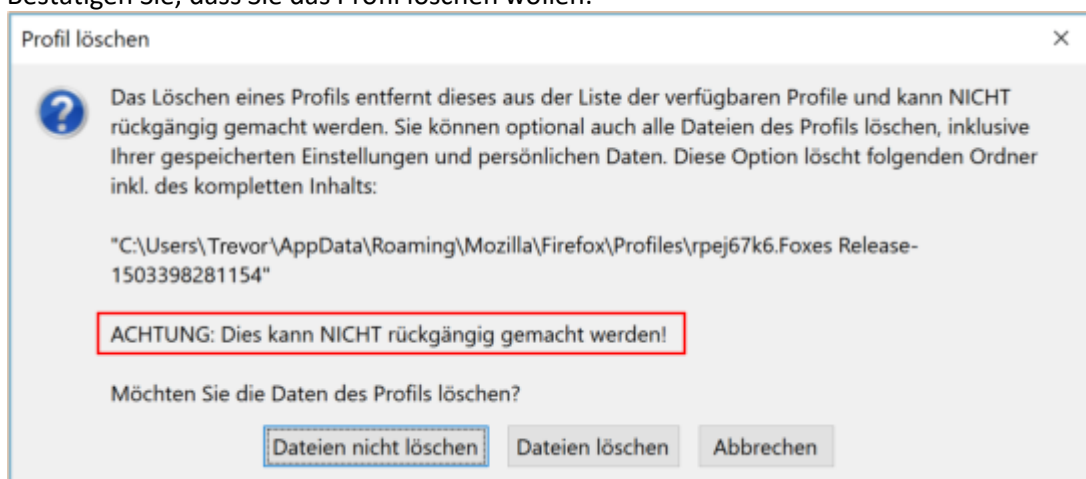 Bestätigen Sie, dass Sie das Profil löschen wollen:
Profil löschen
Das Löschen eines Profils entfernt dieses aus der Liste der verfügbaren Profile und kann NICHT
rückgängig gemacht werden. Sie können optional auch alle Dateien des Profils löschen, inklusive
Ihrer gespeicherten Einstellungen und persönlichen Daten. Diese Option löscht folgenden Ordner
inkl. des kompletten Inhalts:
"C:\Users\Trevor\AppData\Roaming\Mozilla\Firefox\Profiles\rpej67k6.Foxes Release-
1503398281154"
ACHTUNG: Dies kann NICHT rückgängig gemacht werden!
Möchten Sie die Daten des Profils löschen?
Dateien nicht löschen Dateien löschen Abbrechen